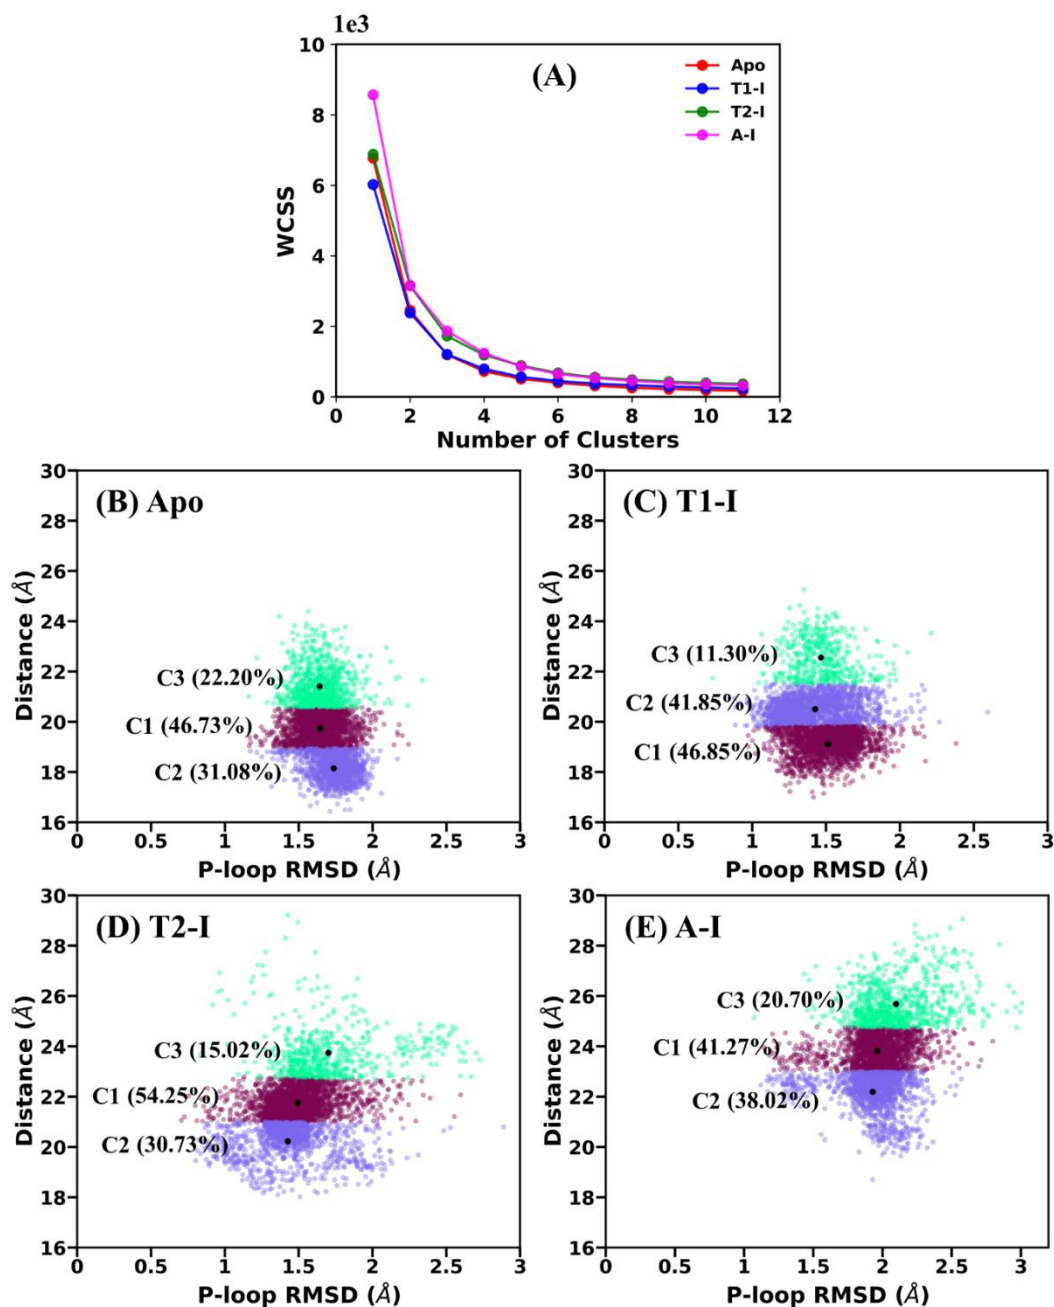 1e3
10
8
6
4
2
0
WCSS
(A)
Apo
T1-I
T2-I
A-I
0 2 4 6 8 10 12
Number of Clusters
(B) Apo
30
28
26
24
22
20
18
16
Distance (Å)
C3 (22.20%)
C1 (46.73%)
C2 (31.08%)
0 0.5 1 1.5 2 2.5 3
P-loop RMSD (Å)
(C) T1-I
30
28
26
24
22
20
18
16
Distance (Å)
C3 (11.30%)
C2 (41.85%)
C1 (46.85%)
0 0.5 1 1.5 2 2.5 3
P-loop RMSD (Å)
(D) T2-I
30
28
26
24
22
20
18
16
Distance (Å)
C3 (15.02%)
C1 (54.25%)
C2 (30.73%)
0 0.5 1 1.5 2 2.5 3
P-loop RMSD (Å)
(E) A-I
30
28
26
24
22
20
18
16
Distance (Å)
C3 (20.70%)
C1 (41.27%)
C2 (38.02%)
0 0.5 1 1.5 2 2.5 3
P-loop RMSD (Å)